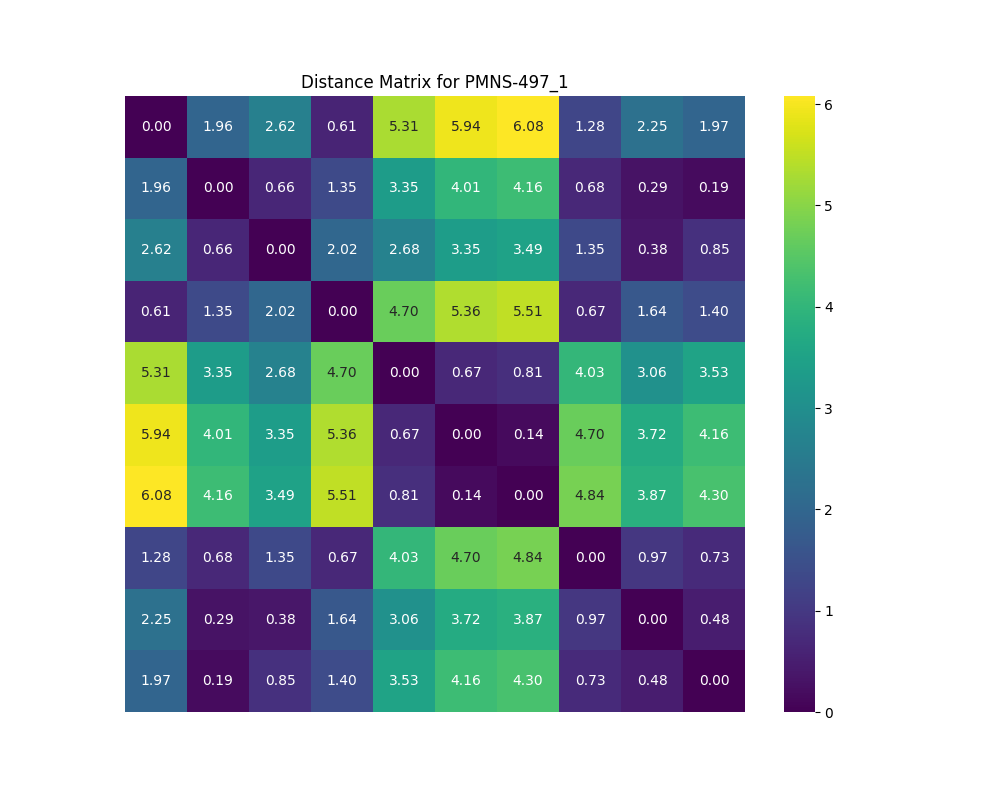 Distance Matrix for PMNS-497_1
0.00 1.96 2.62 0.61 5.31 5.94 6.08 1.28 2.25 1.97
1.96 0.00 0.66 1.35 3.35 4.01 4.16 0.68 0.29 0.19
2.62 0.66 0.00 2.02 2.68 3.35 3.49 1.35 0.38 0.85
0.61 1.35 2.02 0.00 4.70 5.36 5.51 0.67 1.64 1.40
5.31 3.35 2.68 4.70 0.00 0.67 0.81 4.03 3.06 3.53
5.94 4.01 3.35 5.36 0.67 0.00 0.14 4.70 3.72 4.16
6.08 4.16 3.49 5.51 0.81 0.14 0.00 4.84 3.87 4.30
1.28 0.68 1.35 0.67 4.03 4.70 4.84 0.00 0.97 0.73
2.25 0.29 0.38 1.64 3.06 3.72 3.87 0.97 0.00 0.48
1.97 0.19 0.85 1.40 3.53 4.16 4.30 0.73 0.48 0.00
6
5
4
3
2
1
0